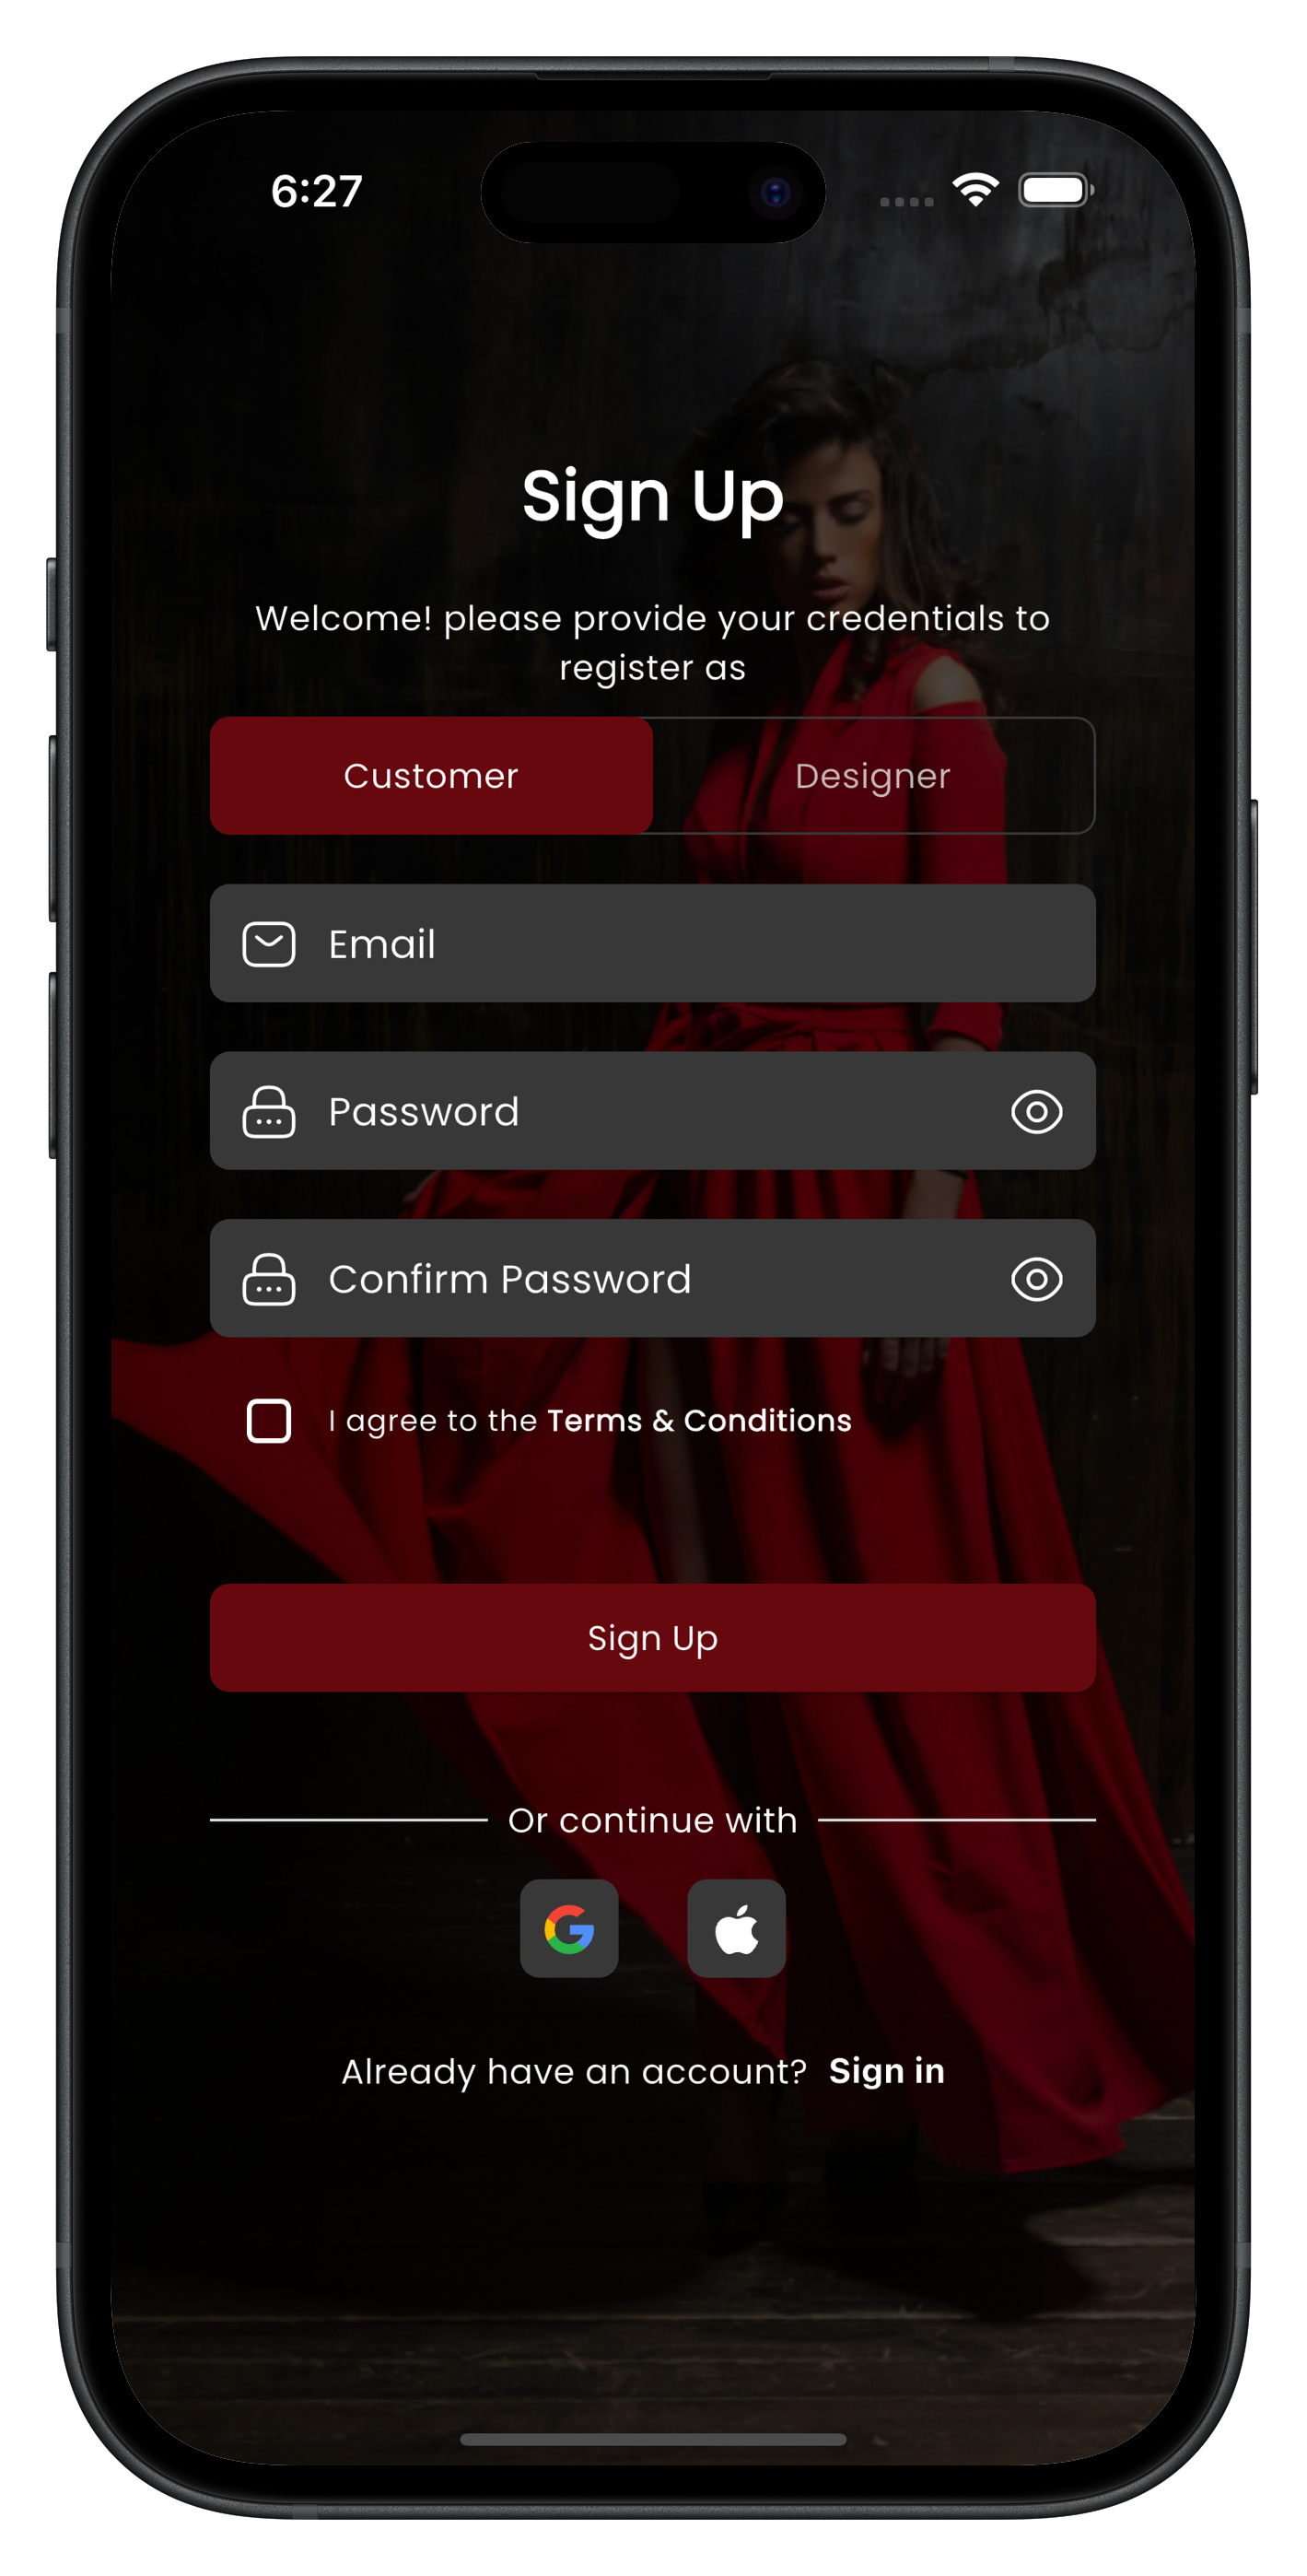 6:27
Sign Up
Welcome! please provide your credentials to
register as
Customer
Designer
Email
Password
Confirm Password
I agree to the Terms & Conditions
Sign Up
Or continue with
Already have an account? Sign in